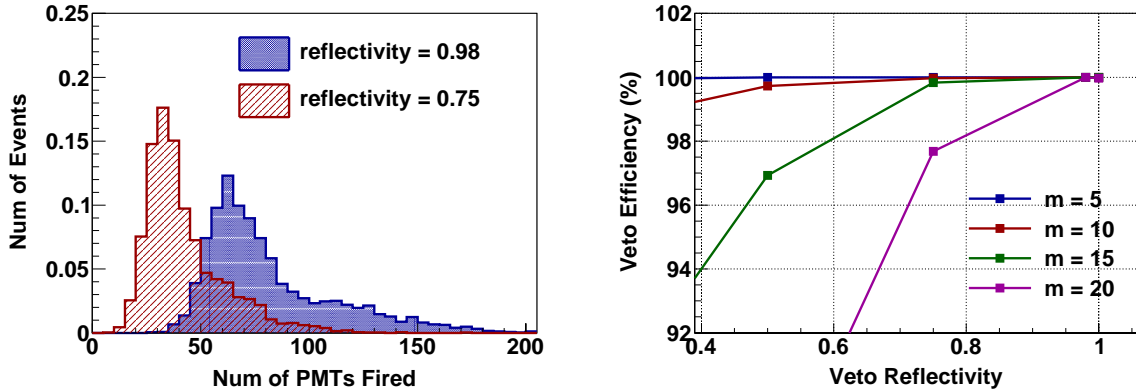 0.25
0.2
0.15
0.1
0.05
0
Num of Events
reflectivity = 0.98
reflectivity = 0.75
0 50 100 150 200
Num of PMTs Fired
102
100
98
96
94
92
Veto Efficiency (%)
m = 5
m = 10
m = 15
m = 20
0.4 0.6 0.8 1
Veto Reflectivity